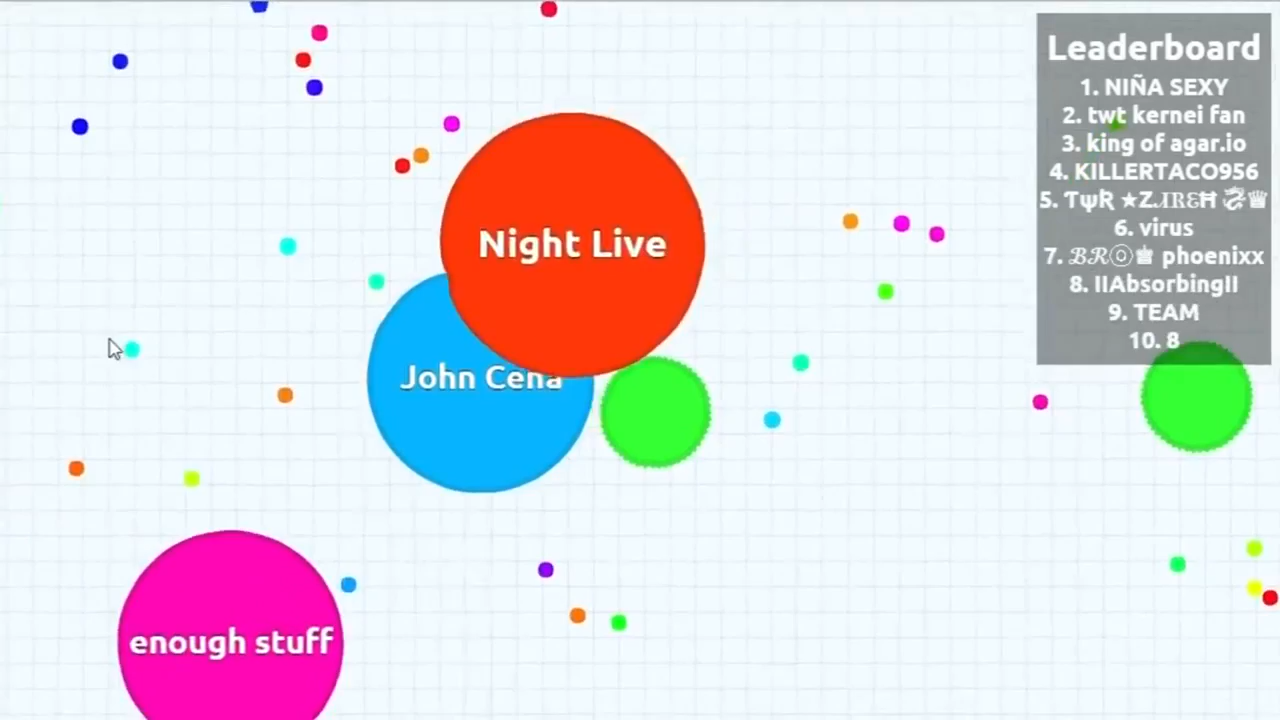 Leaderboard
1. NIÑA SEXY
2. twt kernei fan
3. king of agar.io
4. KILLERTACO956
6. virus
7. ℬℛⓞ♛ phoenixx
8. IIAbsorbingII
9. TEAM
10. 8
Night Live
John Cena
enough stuff